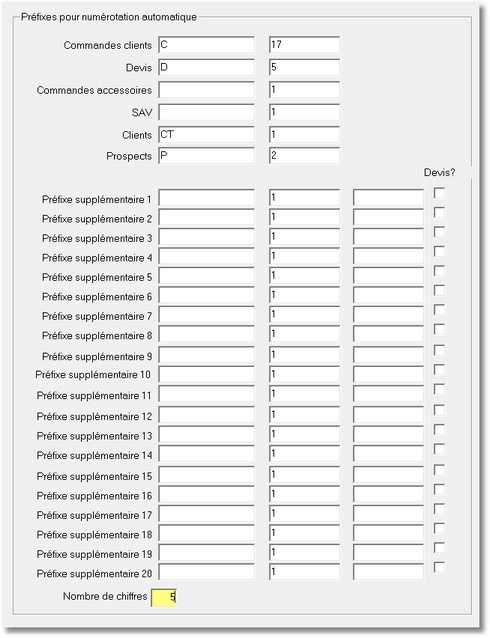 Préfixes pour numérotation automatique
Commandes clients C 17
Devis D 5
Commandes accessoires 1
SAV 1
Clients CT 1
Prospects P 2
Devis?
Préfixe supplémentaire 1 1
Préfixe supplémentaire 2 1
Préfixe supplémentaire 3 1
Préfixe supplémentaire 4 1
Préfixe supplémentaire 5 1
Préfixe supplémentaire 6 1
Préfixe supplémentaire 7 1
Préfixe supplémentaire 8 1
Préfixe supplémentaire 9 1
Préfixe supplémentaire 10 1
Préfixe supplémentaire 11 1
Préfixe supplémentaire 12 1
Préfixe supplémentaire 13 1
Préfixe supplémentaire 14 1
Préfixe supplémentaire 15 1
Préfixe supplémentaire 16 1
Préfixe supplémentaire 17 1
Préfixe supplémentaire 18 1
Préfixe supplémentaire 19 1
Préfixe supplémentaire 20 1
Nombre de chiffres 5